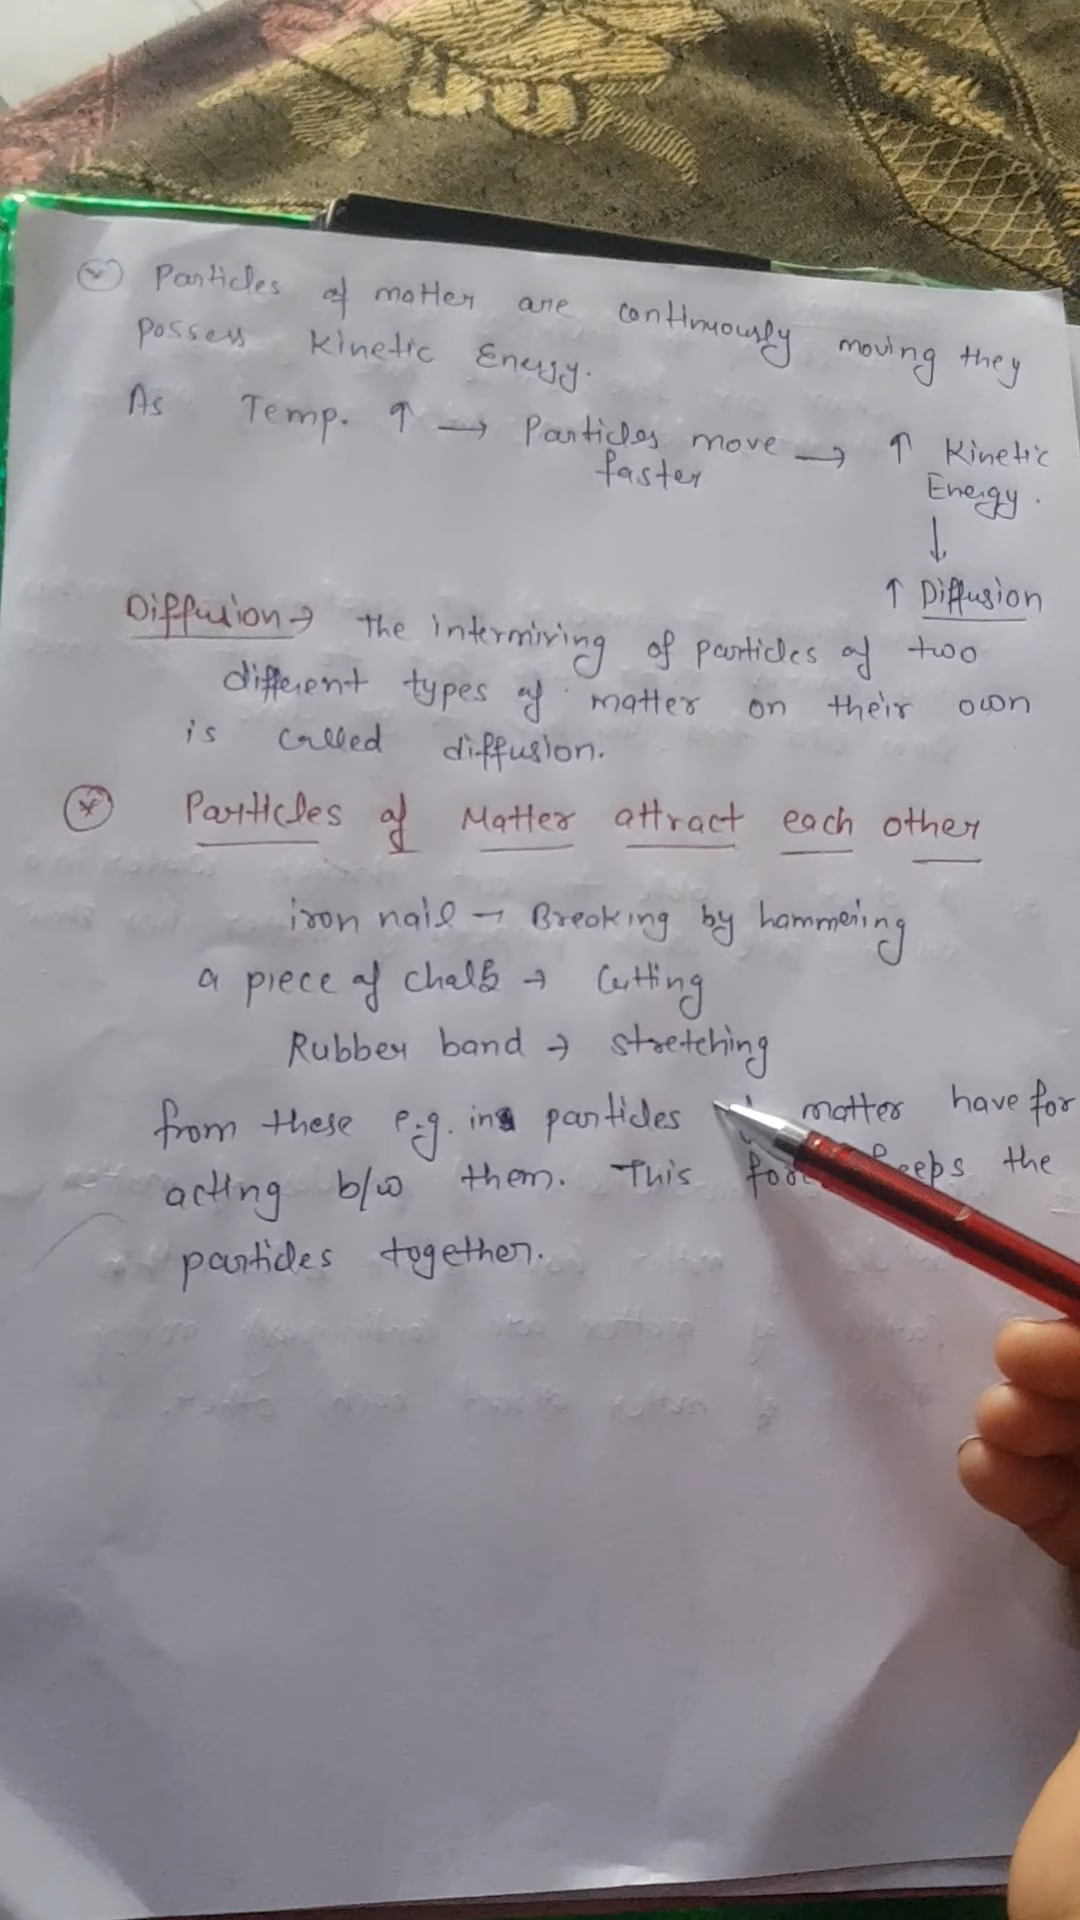 Particles of matter are continuously moving they
possess Kinetic Energy.
As Temp. ↑ → Particles move → ↑ Kinetic
faster Energy.
↓
↑ Diffusion
Diffusion → the intermixing of particles of two
different types of matter on their own
is called diffusion.
Particles of Matter attract each other
iron nail → Breaking by hammering
a piece of chalk → Cutting
Rubber band → stretching
from these e.g. in particles matter have for
acting b/w them. This keeps the
particles together.